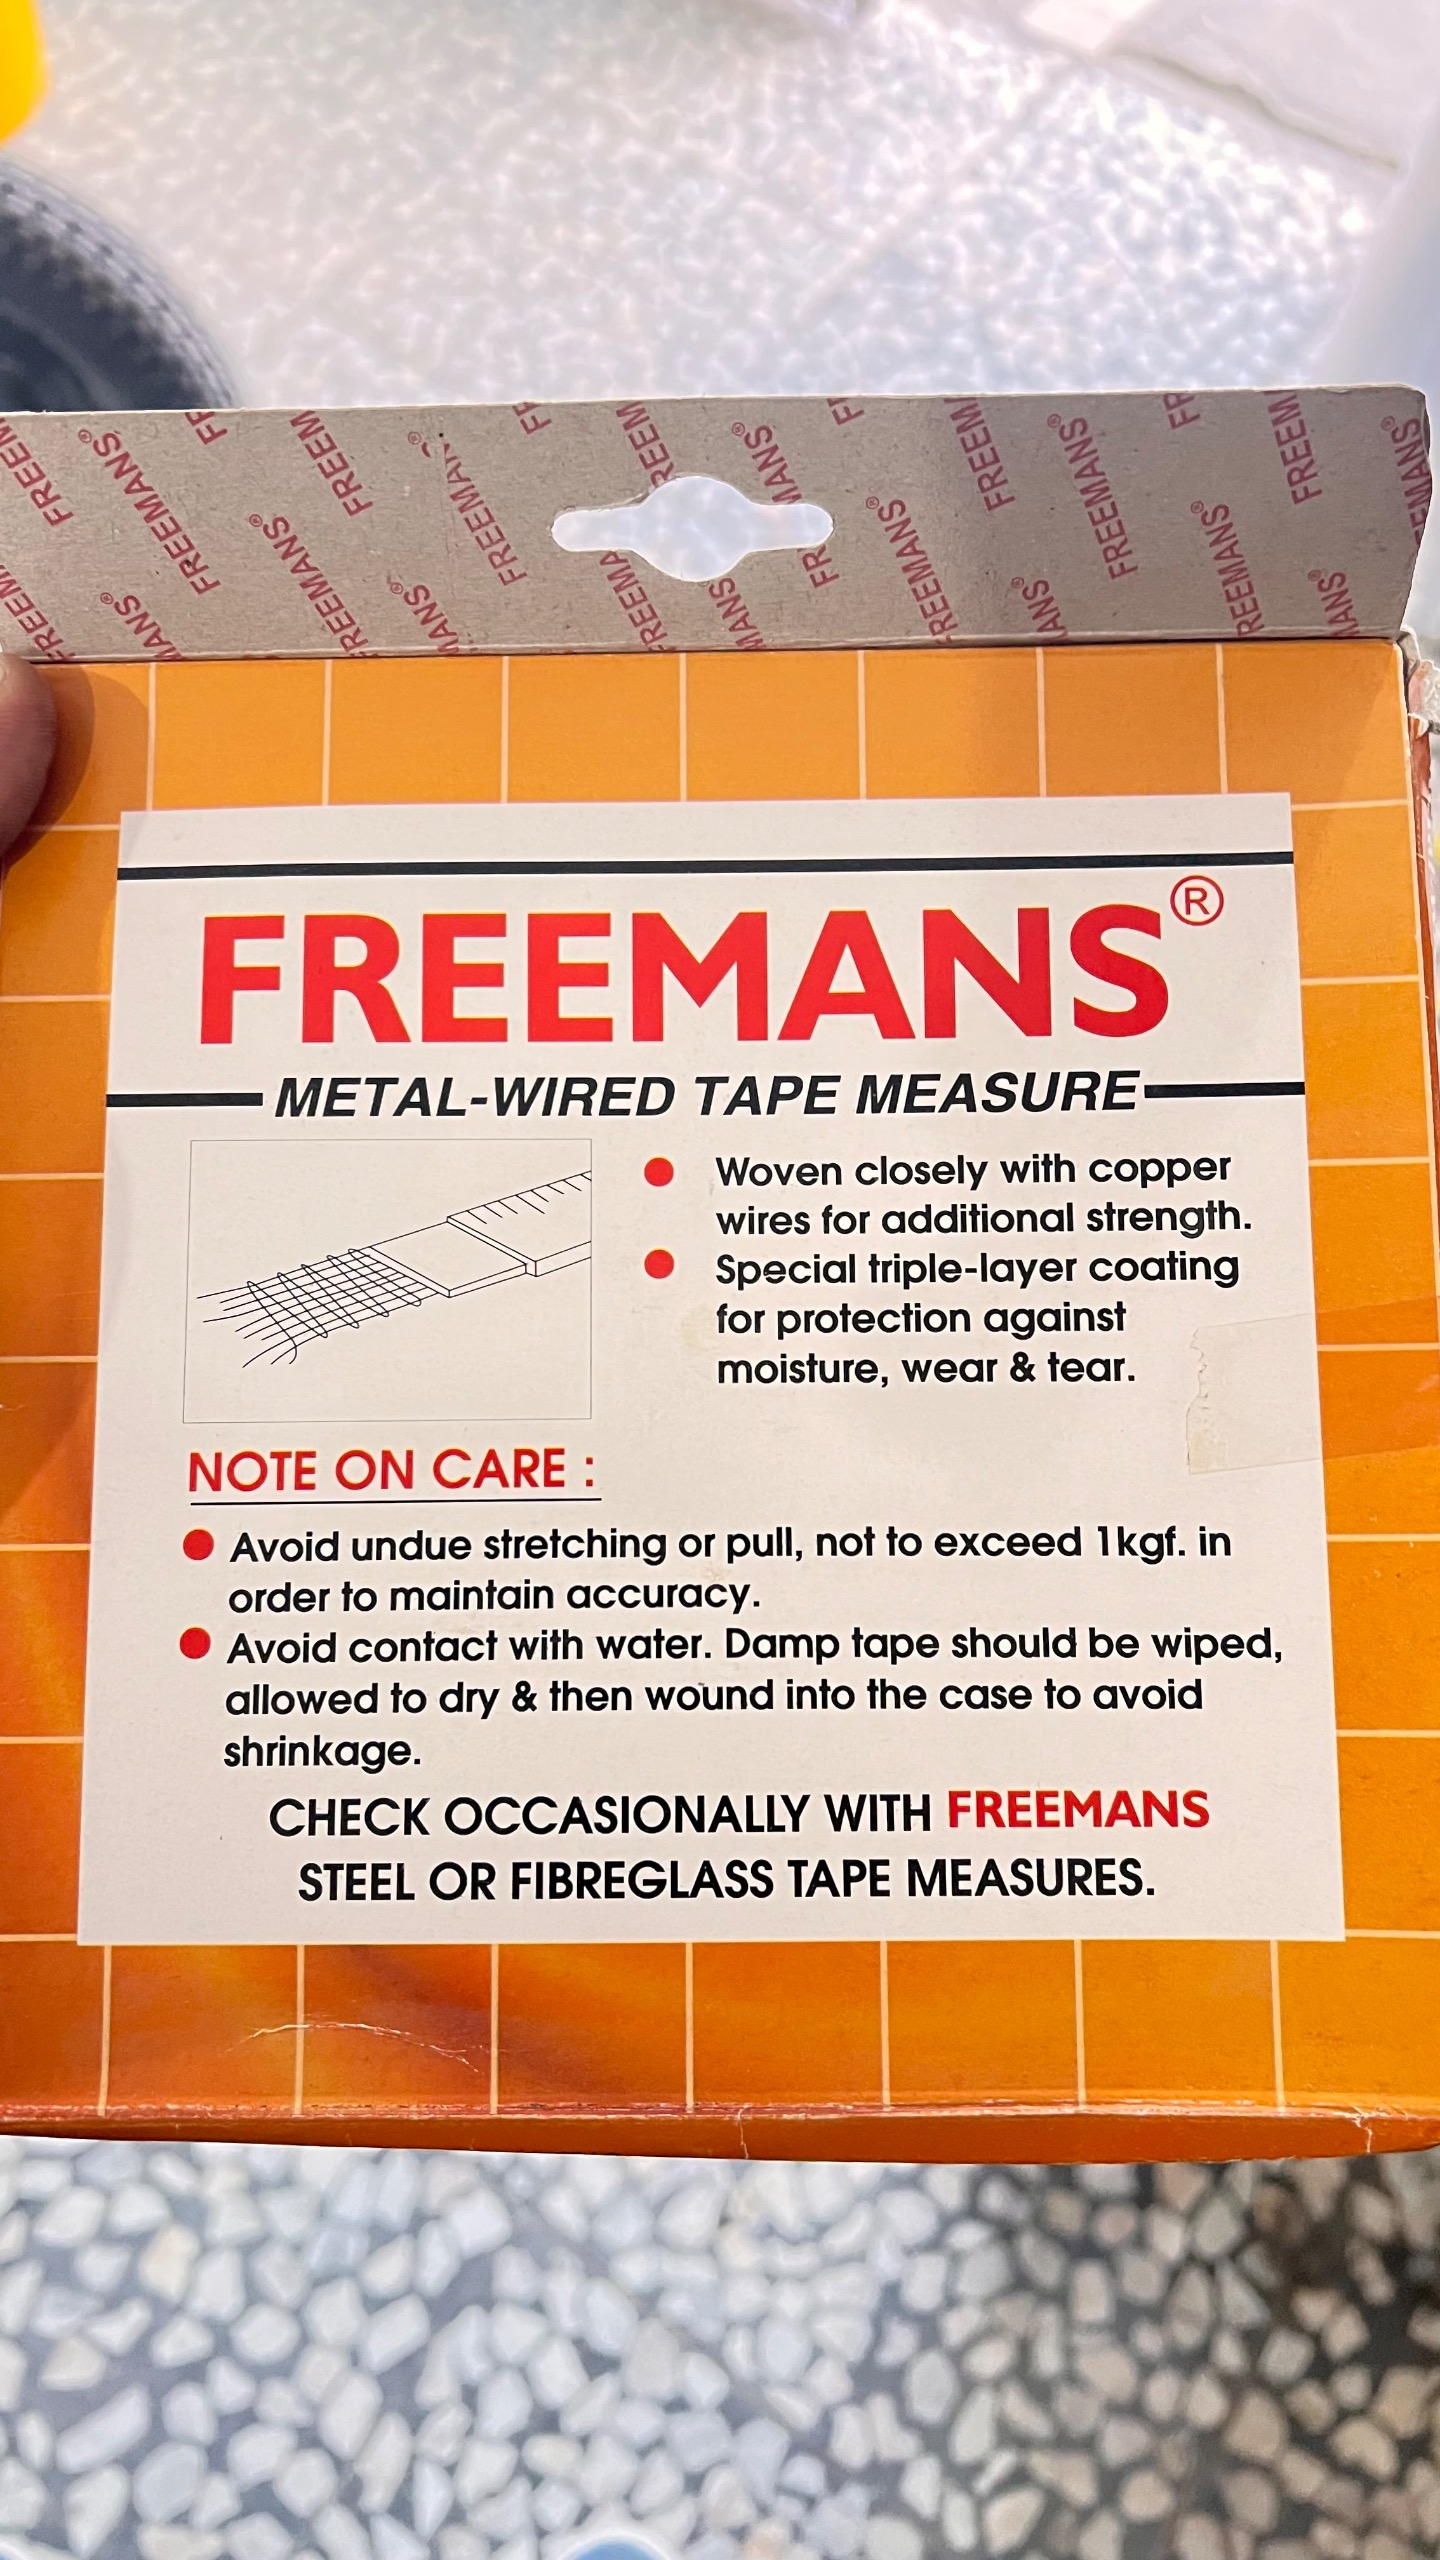 FREEMANS®
METAL-WIRED TAPE MEASURE
● Woven closely with copper
wires for additional strength.
● Special triple-layer coating
for protection against
moisture, wear & tear.
NOTE ON CARE :
● Avoid undue stretching or pull, not to exceed 1kgf. in
order to maintain accuracy.
● Avoid contact with water. Damp tape should be wiped,
allowed to dry & then wound into the case to avoid
shrinkage.
CHECK OCCASIONALLY WITH FREEMANS
STEEL OR FIBREGLASS TAPE MEASURES.